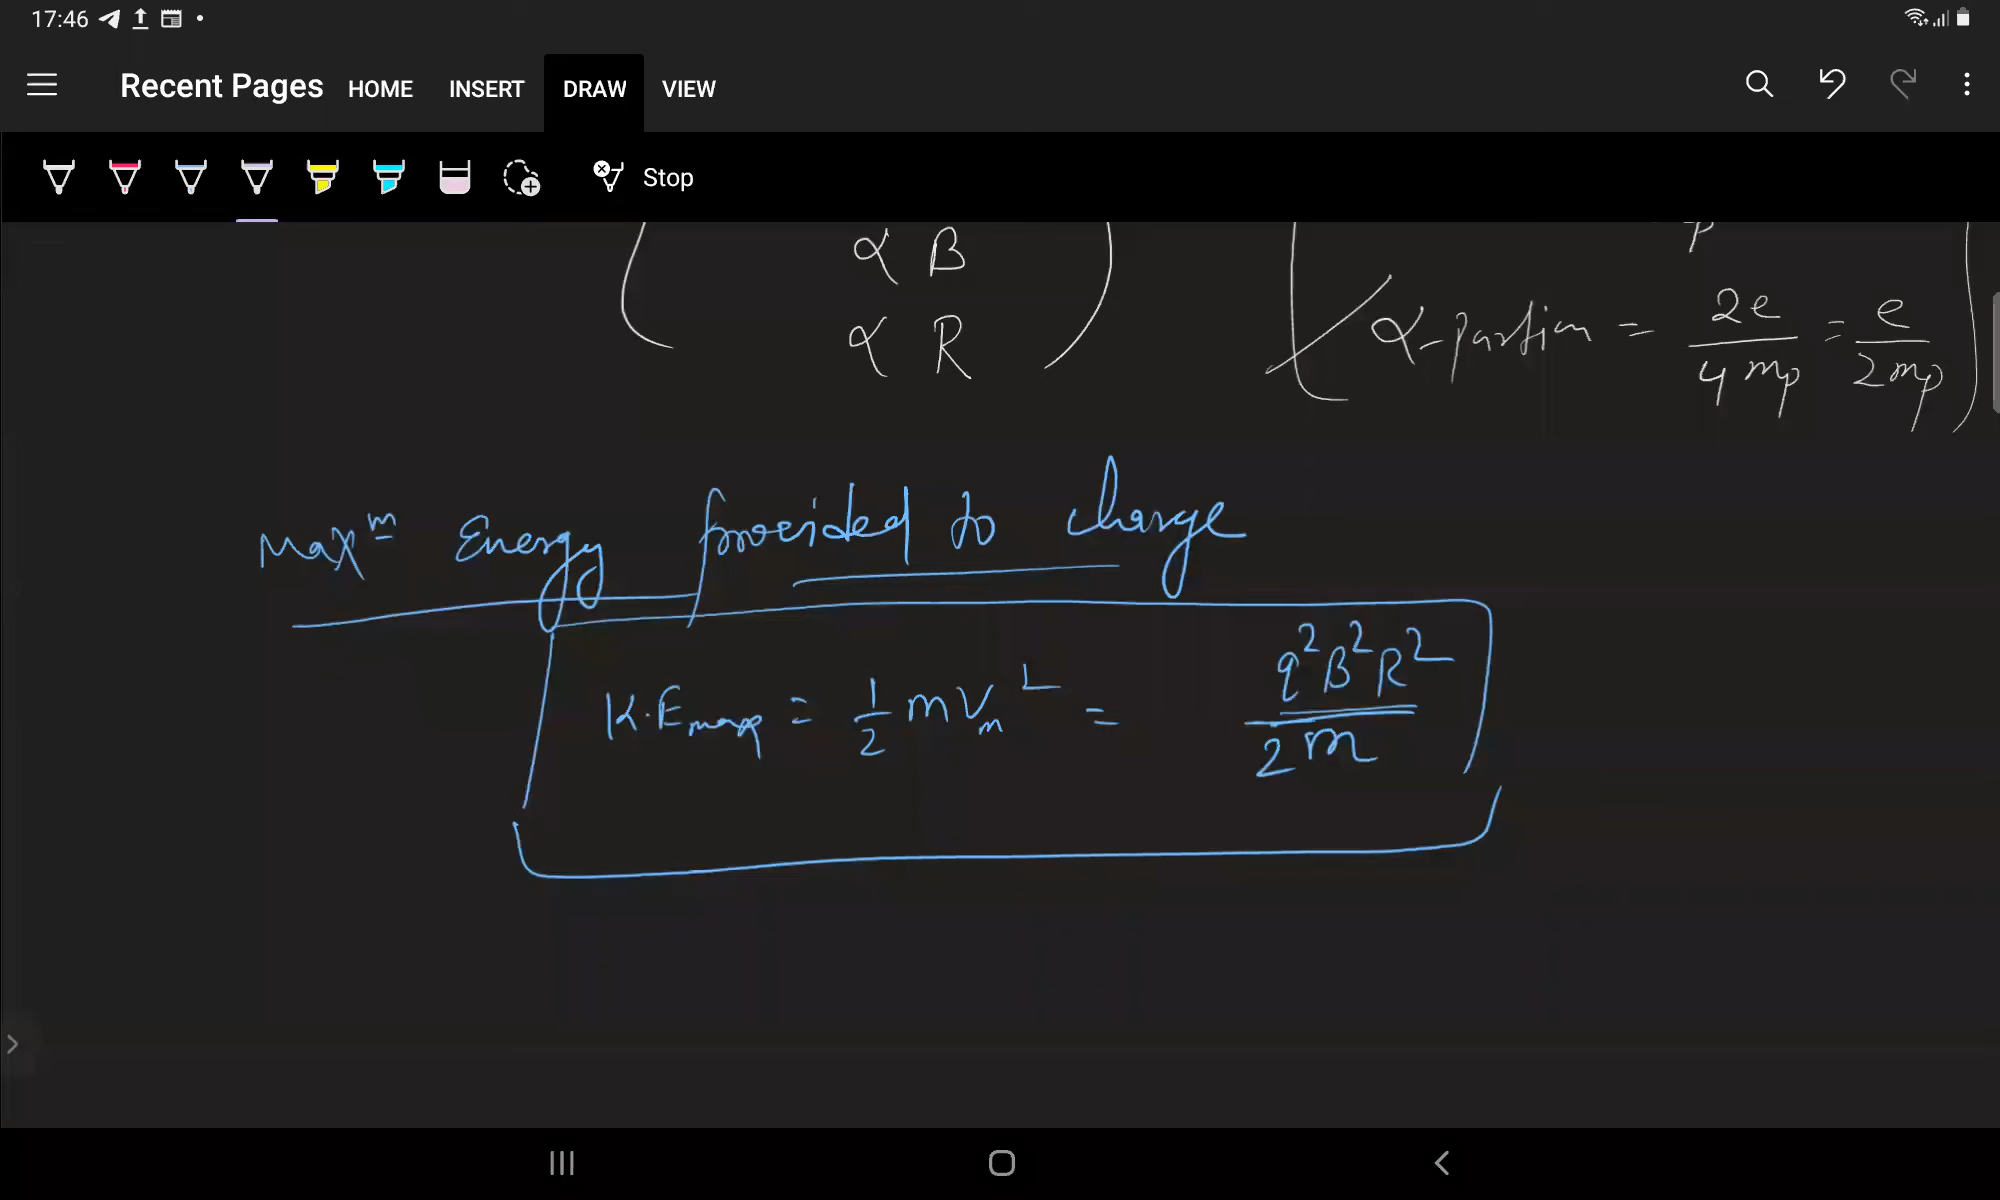 17:46
Recent Pages HOME INSERT DRAW VIEW
Stop
α B
α R
p
α-partion = 2e/4mp = e/2mp
Maxᵐ Energy provided to charge
K.Emax = 1/2 mVm² = q²B²R²/2m